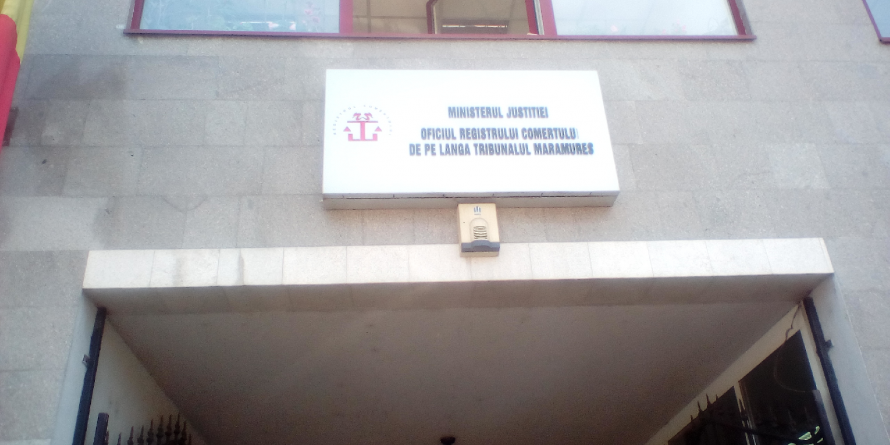 MINISTERUL JUSTITIEI
OFICIUL REGISTRULUI COMERTULUI
DE PE LANGA TRIBUNALUL MARAMURES